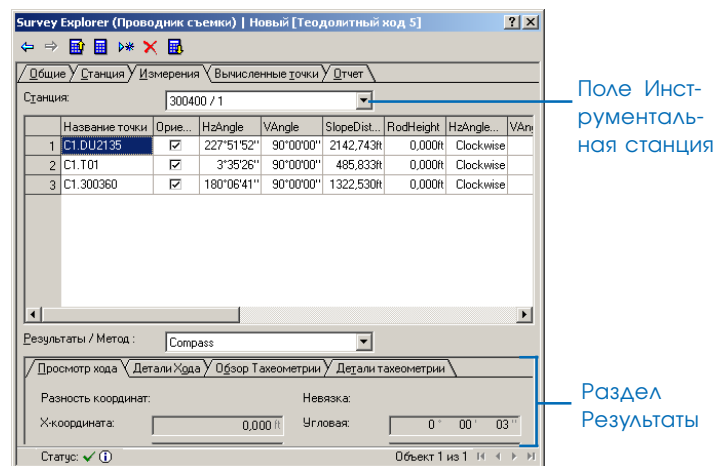 Survey Explorer (Проводник съемки) | Новый [Теодолитный ход 5]
Общие Станция Измерения Вычисленные точки Отчет
Станция: 300400 / 1
Название точки Орие... HzAngle VAngle SlopeDist... RodHeight HzAngle... VAng
1 C1.DU2135 227°51'52" 90°00'00" 2142,743ft 0,000ft Clockwise
2 C1.T01 3°35'26" 90°00'00" 485,833ft 0,000ft Clockwise
3 C1.300360 180°06'41" 90°00'00" 1322,530ft 0,000ft Clockwise
Результаты / Метод : Compass
Просмотр хода Детали Хода Обзор Тахеометрии Детали тахеометрии
Разность координат: Невязка:
X-координата: 0,000 ft Угловая: 0 ° 00 ' 03 "
Статус: Объект 1 из 1
Поле Инст-
рументаль-
ная станция
Раздел
Результаты